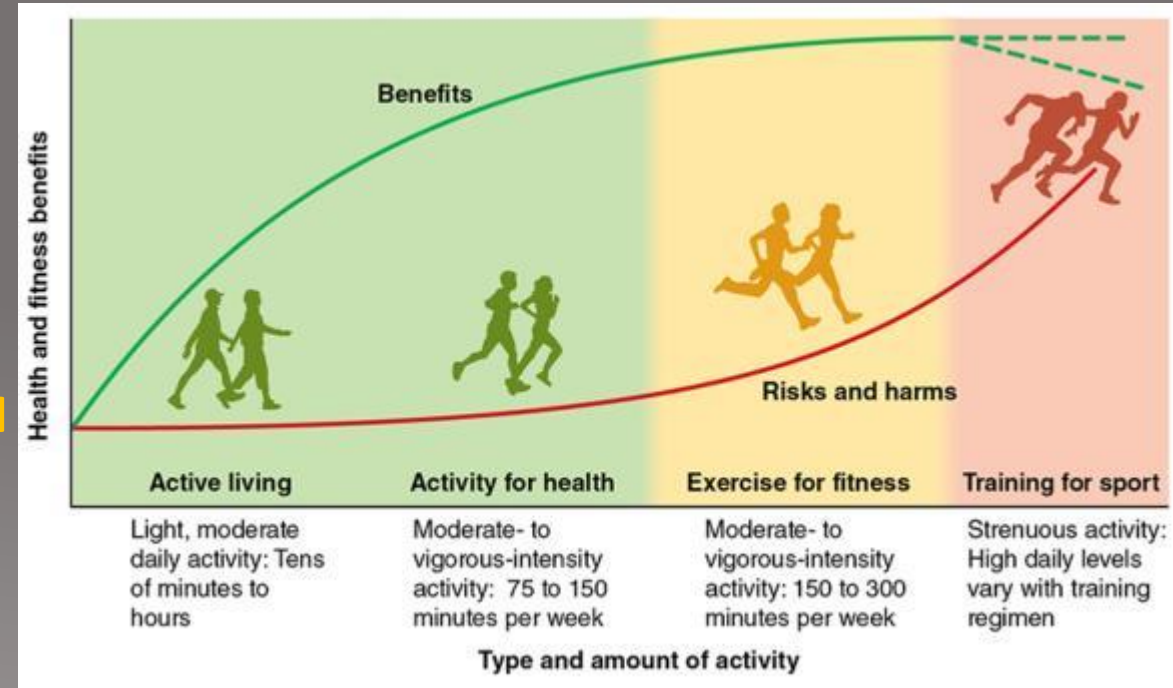 Health and fitness benefits
Benefits
Risks and harms
Active living
Light, moderate
daily activity: Tens
of minutes to
hours
Activity for health
Moderate- to
vigorous-intensity
activity: 75 to 150
minutes per week
Exercise for fitness
Moderate- to
vigorous-intensity
activity: 150 to 300
minutes per week
Training for sport
Strenuous activity:
High daily levels
vary with training
regimen
Type and amount of activity